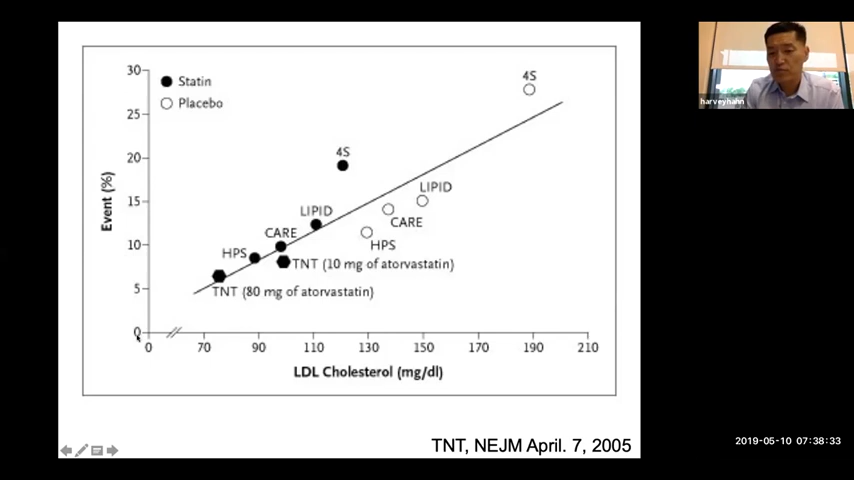 30
25
20
15
10
5
0
Event (%)
Statin
Placebo
4S
4S
LIPID
LIPID
CARE
CARE
HPS
HPS
TNT (10 mg of atorvastatin)
TNT (80 mg of atorvastatin)
0 70 90 110 130 150 170 190 210
LDL Cholesterol (mg/dl)
TNT, NEJM April. 7, 2005
harveyhahn
2019-05-10 07:38:33